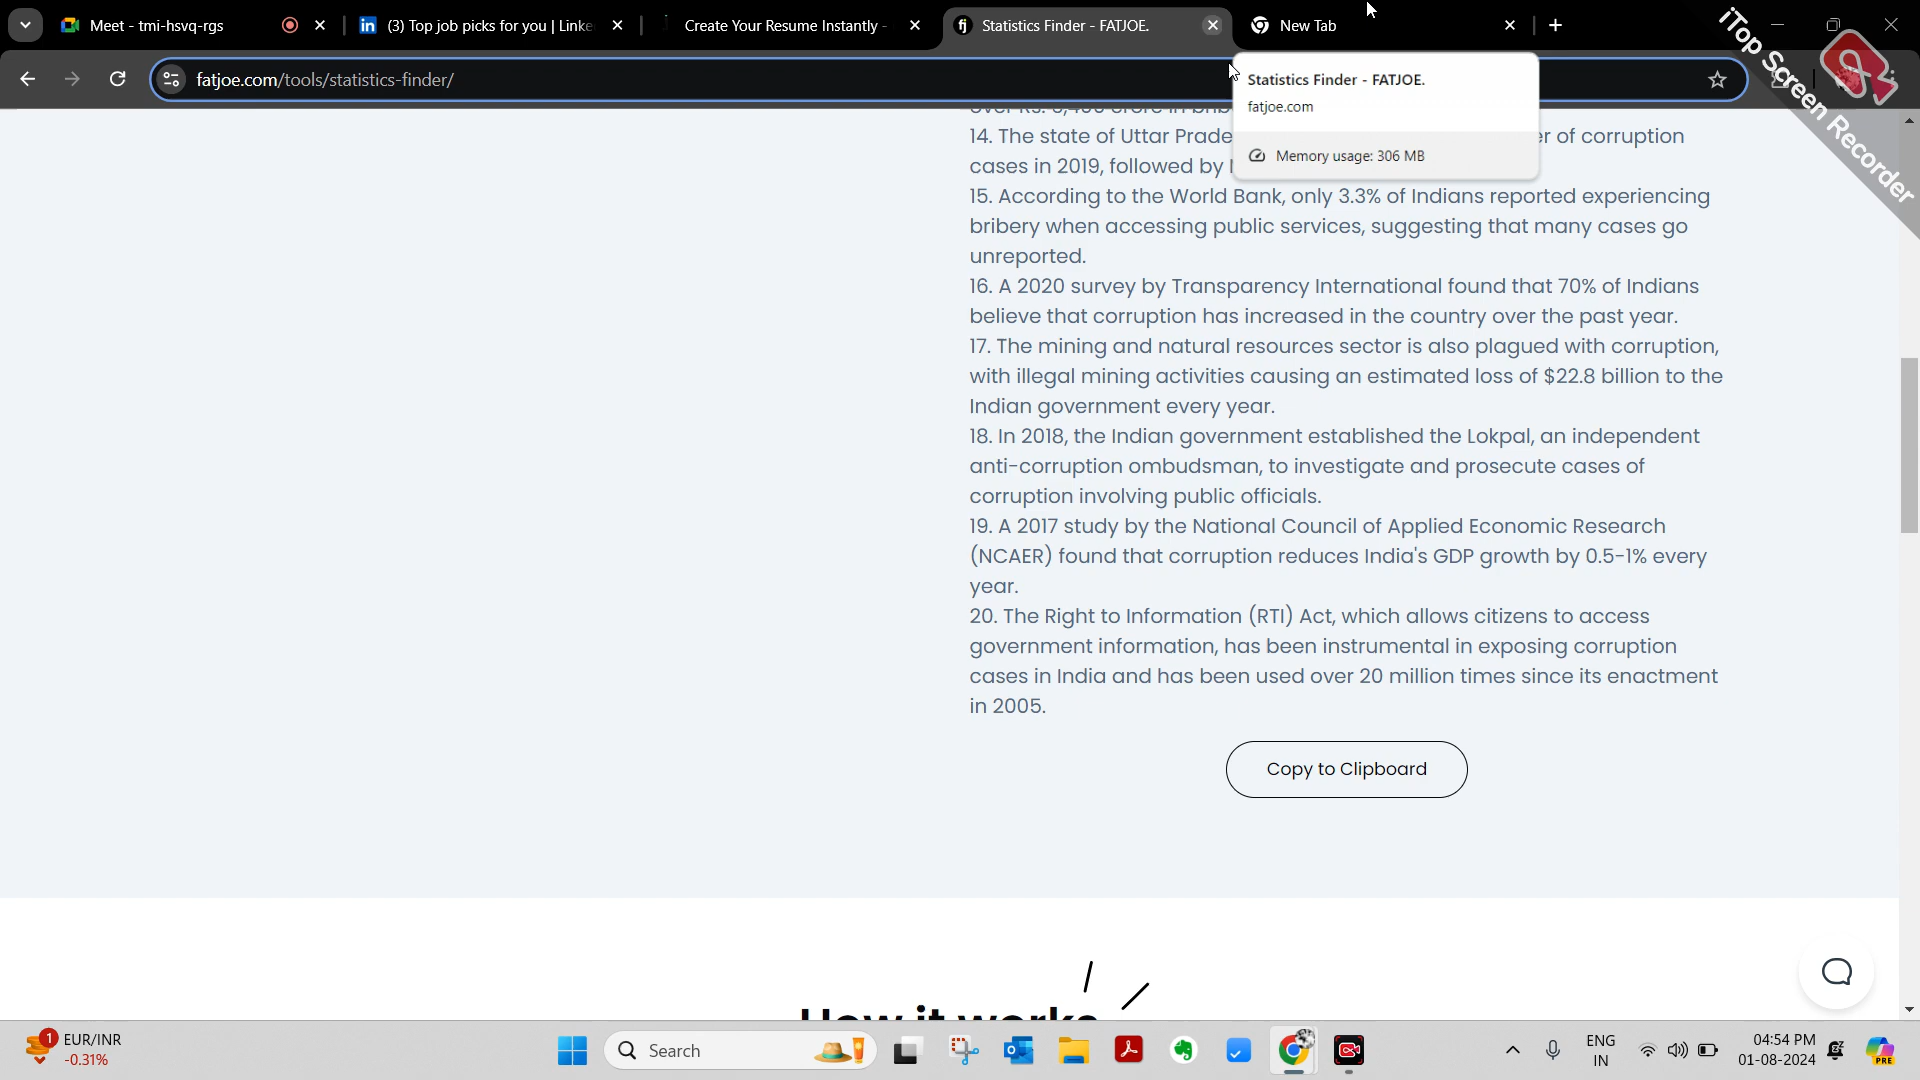 Meet - tmi-hsvq-rgs
(3) Top job picks for you | Linke
Create Your Resume Instantly -
Statistics Finder - FATJOE.
New Tab
fatjoe.com/tools/statistics-finder/
Statistics Finder - FATJOE.
fatjoe.com
Memory usage: 306 MB
iTop Screen Recorder
14. The state of Uttar Prade er of corruption
cases in 2019, followed by
15. According to the World Bank, only 3.3% of Indians reported experiencing
bribery when accessing public services, suggesting that many cases go
unreported.
16. A 2020 survey by Transparency International found that 70% of Indians
believe that corruption has increased in the country over the past year.
17. The mining and natural resources sector is also plagued with corruption,
with illegal mining activities causing an estimated loss of $22.8 billion to the
Indian government every year.
18. In 2018, the Indian government established the Lokpal, an independent
anti-corruption ombudsman, to investigate and prosecute cases of
corruption involving public officials.
19. A 2017 study by the National Council of Applied Economic Research
(NCAER) found that corruption reduces India's GDP growth by 0.5-1% every
year.
20. The Right to Information (RTI) Act, which allows citizens to access
government information, has been instrumental in exposing corruption
cases in India and has been used over 20 million times since its enactment
in 2005.
Copy to Clipboard
How it works
1
EUR/INR
-0.31%
Search
ENG
IN
04:54 PM
01-08-2024
PRE